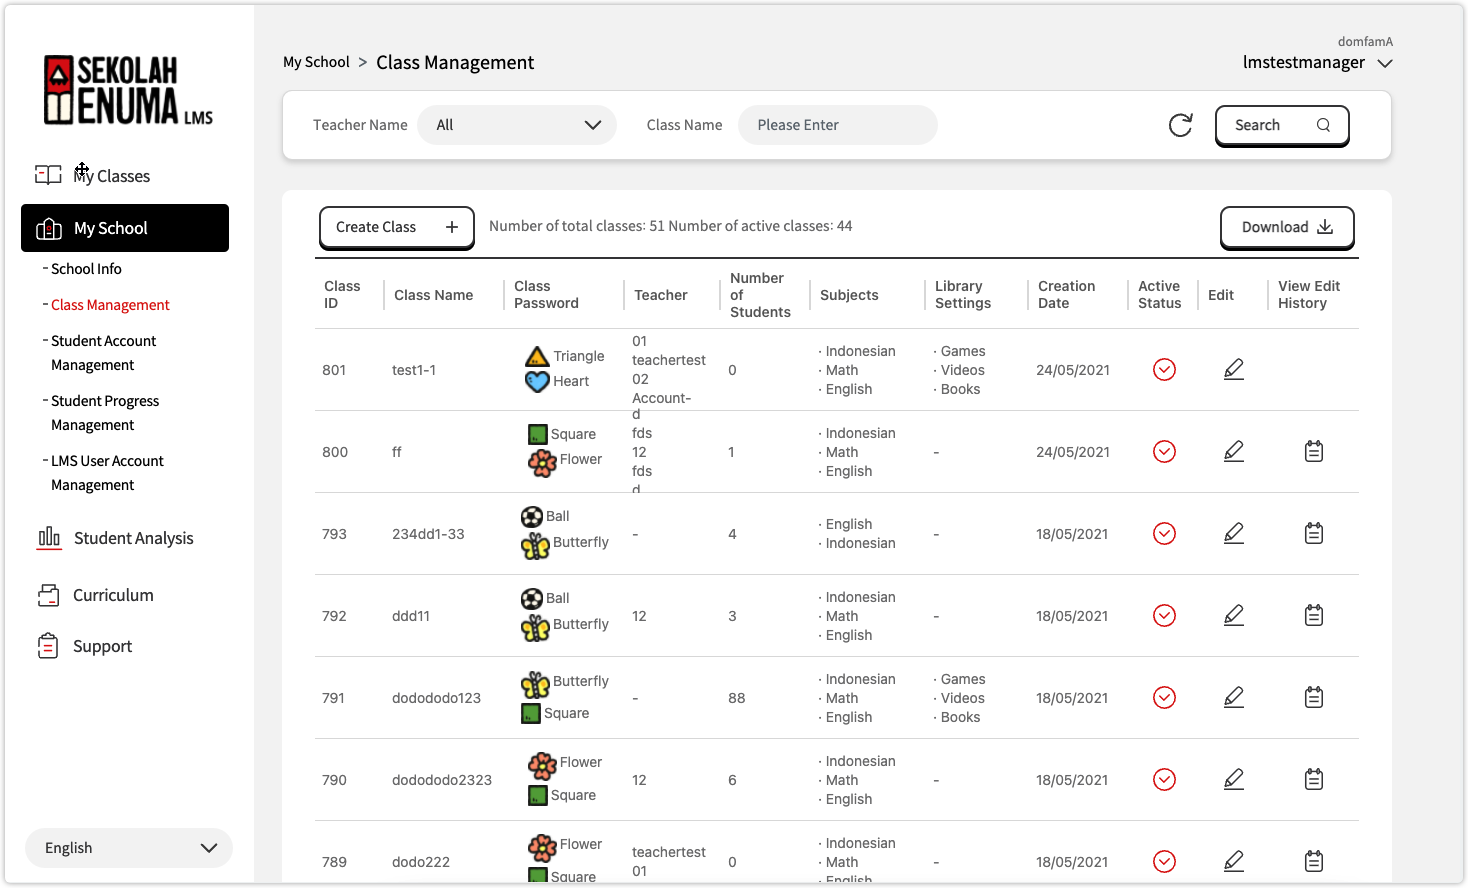 SEKOLAH
ENUMA LMS
My Classes
My School
- School Info
- Class Management
- Student Account
Management
- Student Progress
Management
- LMS User Account
Management
Student Analysis
Curriculum
Support
English
My School > Class Management
domfamA
lmstestmanager
Teacher Name All Class Name Please Enter Search
Create Class + Number of total classes: 51 Number of active classes: 44 Download
Class ID Class Name Class Password Teacher Number of Students Subjects Library Settings Creation Date Active Status Edit View Edit History
801 test1-1 Triangle Heart 01 teachertest 02 Account-d 0 · Indonesian · Math · English · Games · Videos · Books 24/05/2021
800 ff Square Flower fds 12 fds d 1 · Indonesian · Math · English - 24/05/2021
793 234dd1-33 Ball Butterfly - 4 · English · Indonesian - 18/05/2021
792 ddd11 Ball Butterfly 12 3 · Indonesian · Math · English - 18/05/2021
791 dodododo123 Butterfly Square - 88 · Indonesian · Math · English · Games · Videos · Books 18/05/2021
790 dodododo2323 Flower Square 12 6 · Indonesian · Math · English - 18/05/2021
789 dodo222 Flower Square teachertest 01 0 · Indonesian · Math · English - 18/05/2021